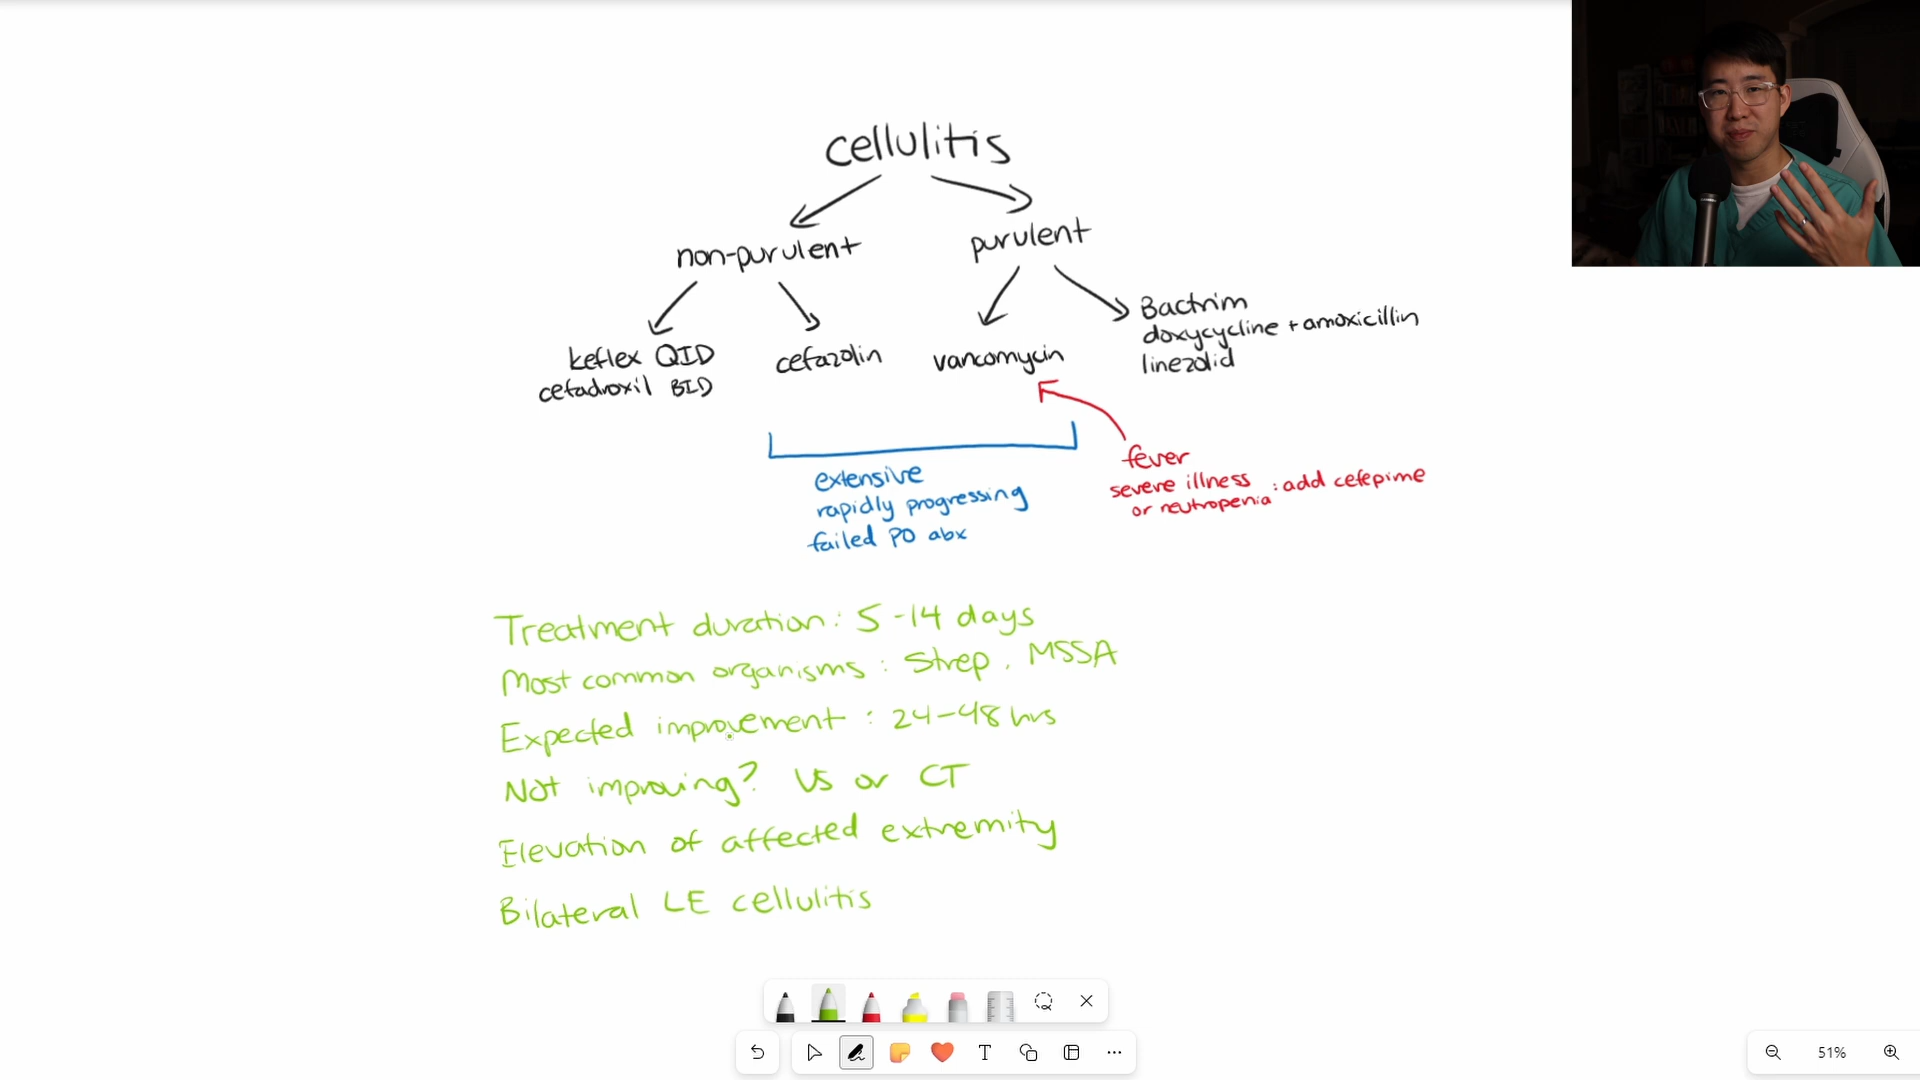 cellulitis
non-purulent
purulent
keflex QID
cefadroxil BID
cefazolin
vancomycin
Bactrim
doxycycline + amoxicillin
linezolid
extensive
rapidly progressing
failed PO abx
fever
severe illness : add cefepime
or neutropenia
Treatment duration: 5-14 days
Most common organisms: Strep, MSSA
Expected improvement: 24-48 hrs
Not improving? US or CT
Elevation of affected extremity
Bilateral LE cellulitis
T
51%